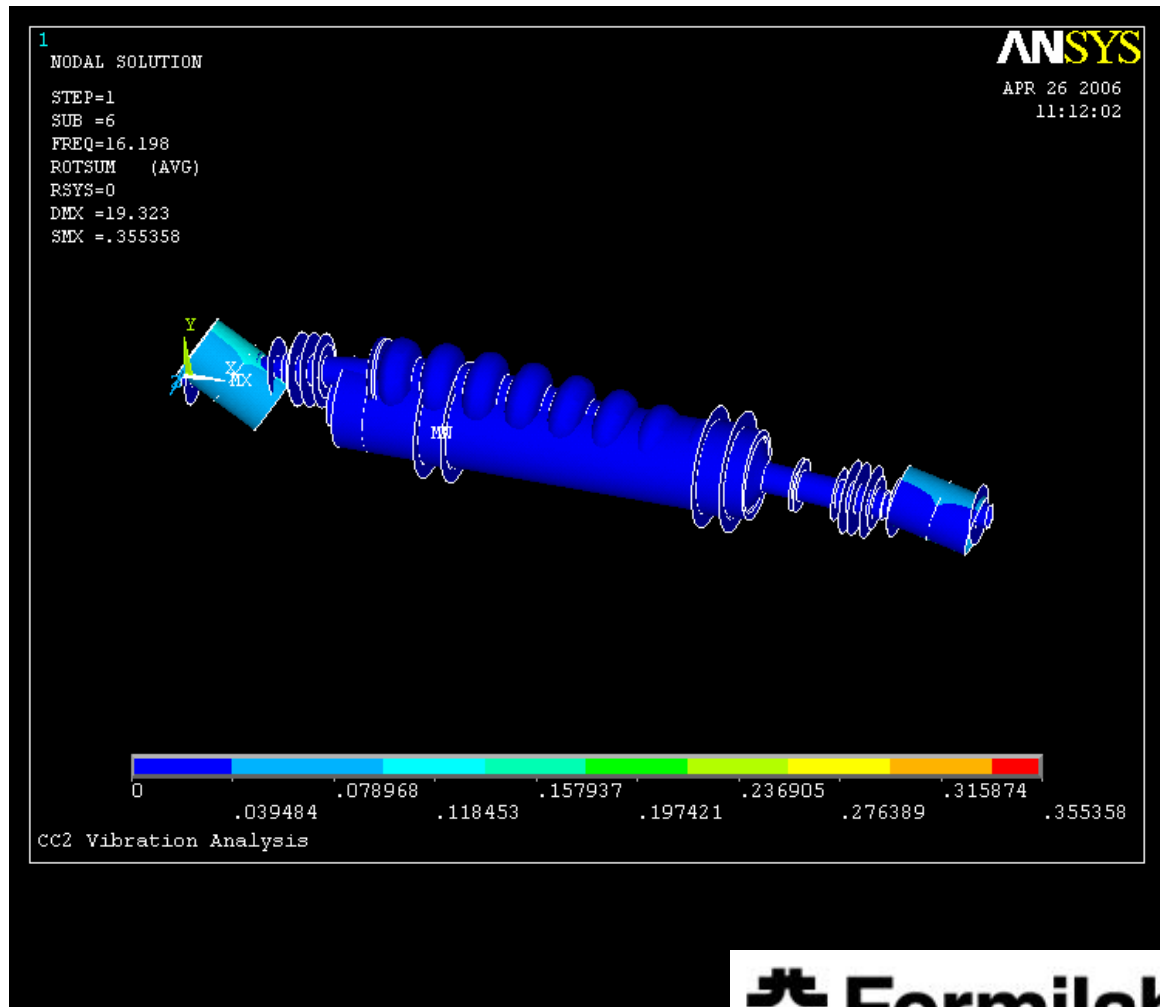 1
NODAL SOLUTION
STEP=1
SUB =6
FREQ=16.198
ROTSUM (AVG)
RSYS=0
DMX =19.323
SMX =.355358
ANSYS
APR 26 2006
11:12:02
Y
X
MX
MN
0 .078968 .157937 .236905 .315874
.039484 .118453 .197421 .276389 .355358
CC2 Vibration Analysis